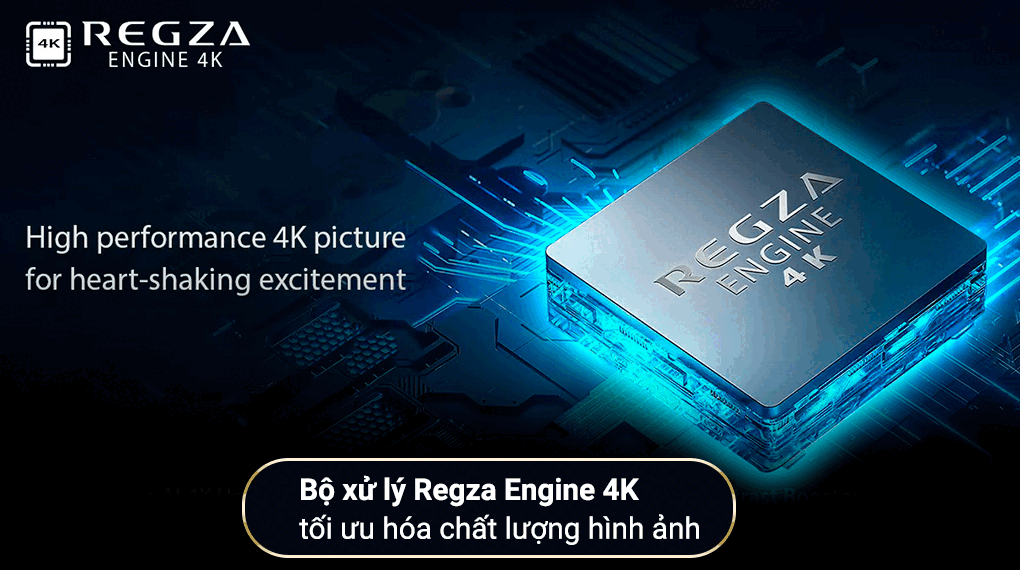 4K
REGZA
ENGINE 4K
High performance 4K picture
for heart-shaking excitement
REGZA
ENGINE
4K
Bộ xử lý Regza Engine 4K
tối ưu hóa chất lượng hình ảnh